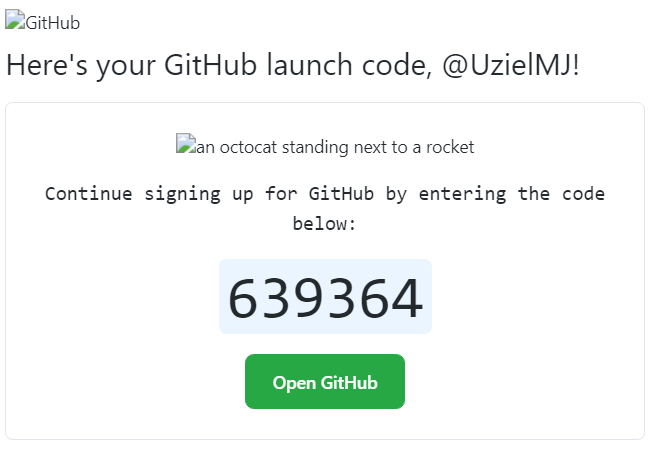 GitHub
Here's your GitHub launch code, @UzielMJ!
an octocat standing next to a rocket
Continue signing up for GitHub by entering the code
below:
639364
Open GitHub